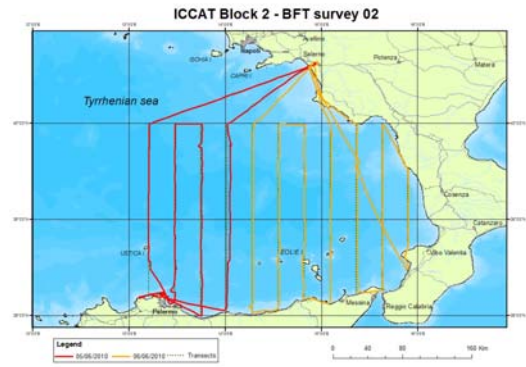 ICCAT Block 2 - BFT survey 02
Avellino
Napoli
Salerno
ISCHIA I
CAPRI I
Potenza
Matera
Tyrrhenian sea
Cosenza
Catanzaro
USTICA I
EOLIE I
Vibo Valentia
Messina
Reggio Calabria
Palermo
Legend
05/06/2010 06/06/2010 Transects
0 40 80 160 Km